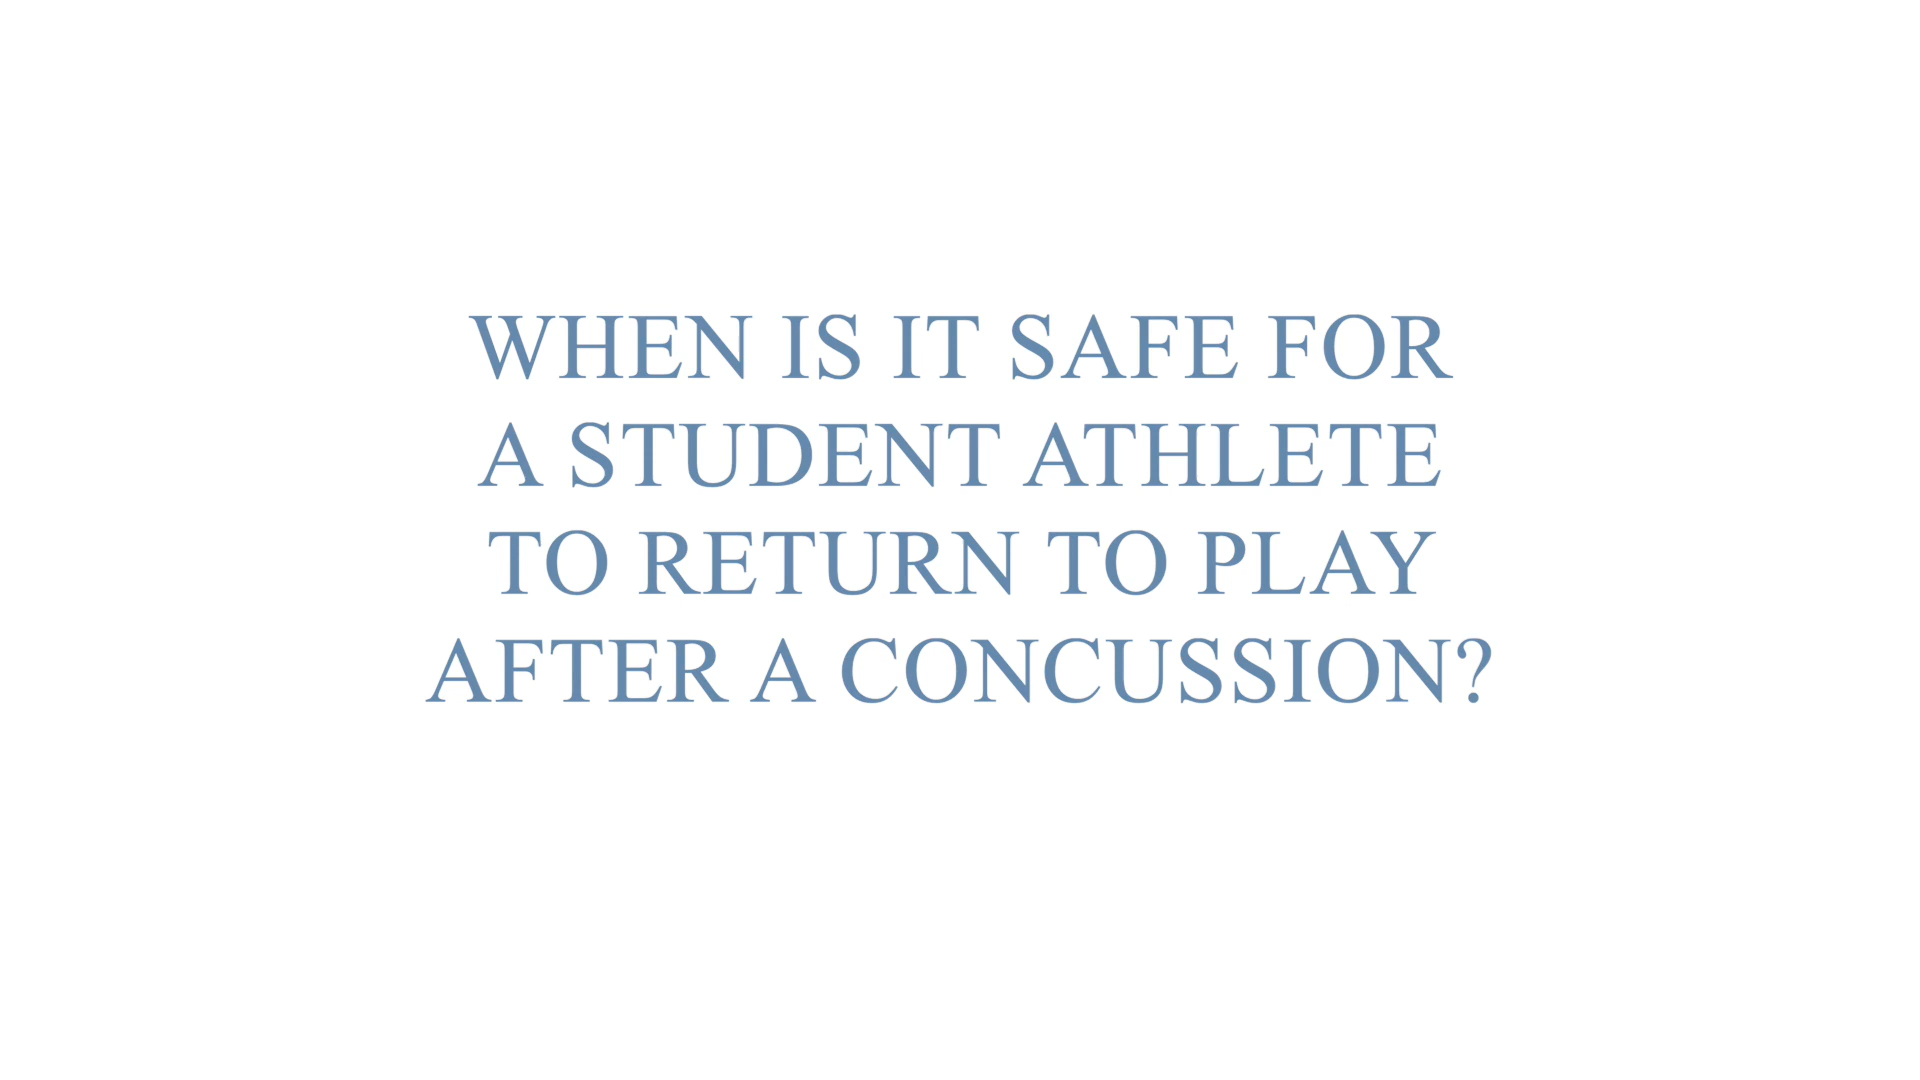 WHEN IS IT SAFE FOR
A STUDENT ATHLETE
TO RETURN TO PLAY
AFTER A CONCUSSION?